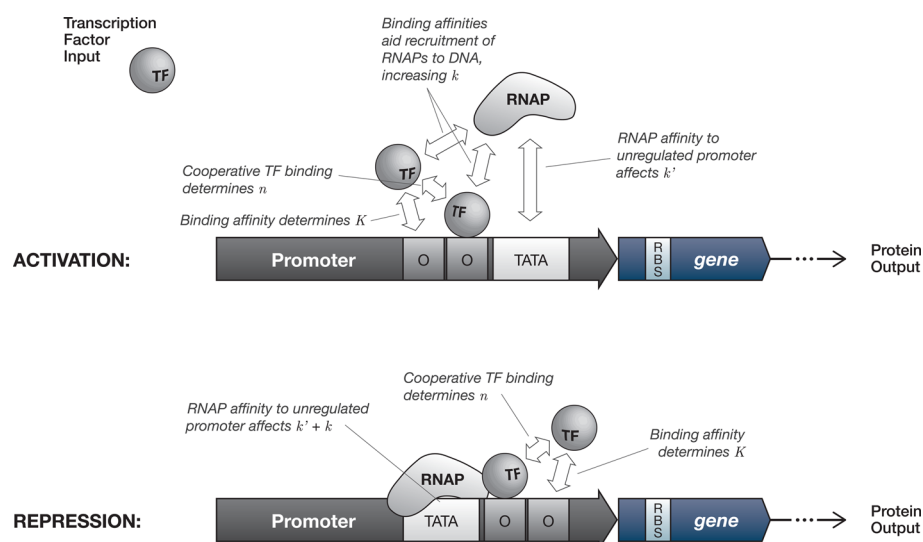 Transcription
Factor
Input
TF
Binding affinities
aid recruitment of
RNAPs to DNA,
increasing k
RNAP
RNAP affinity to
unregulated promoter
affects k'
TF
Cooperative TF binding
determines n
Binding affinity determines K
TF
ACTIVATION:
Promoter
O
O
TATA
RBS
gene
Protein
Output
Cooperative TF binding
determines n
RNAP affinity to unregulated
promoter affects k' + k
TF
Binding affinity
determines K
RNAP
TF
REPRESSION:
Promoter
TATA
O
O
RBS
gene
Protein
Output